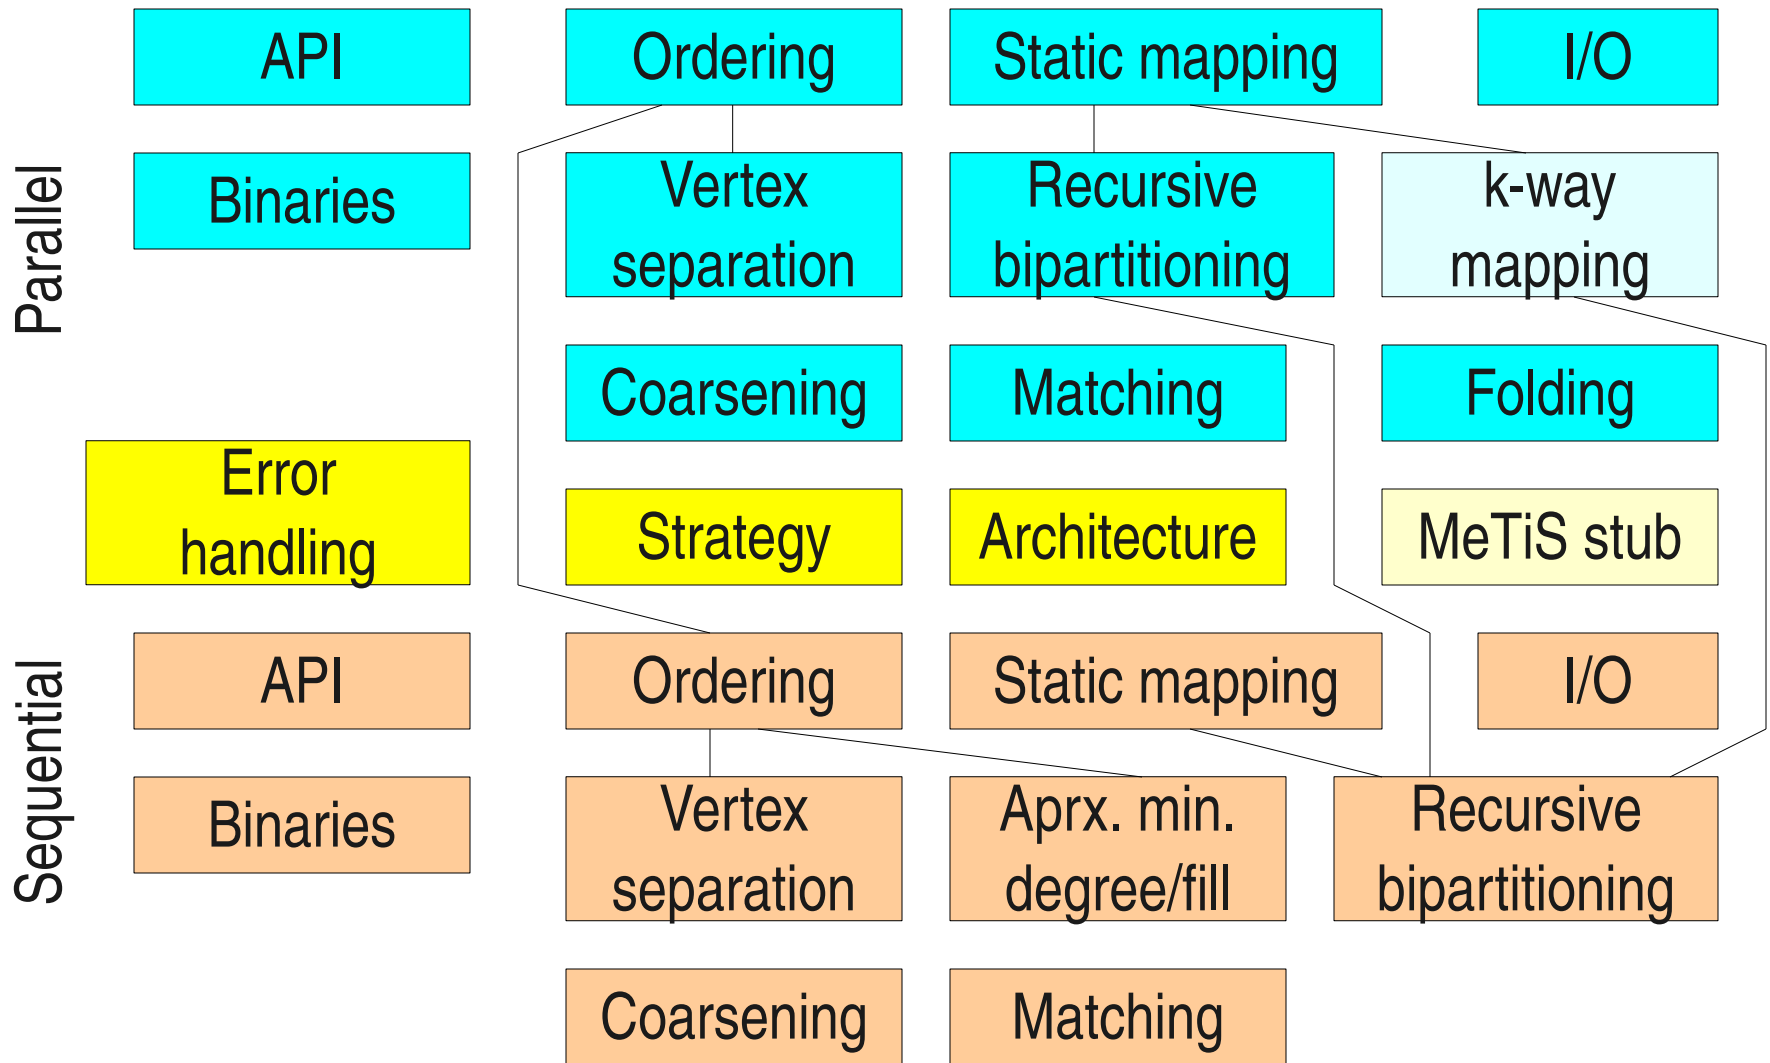 API
Ordering
Static mapping
I/O
Parallel
Binaries
Vertex
separation
Recursive
bipartitioning
k-way
mapping
Coarsening
Matching
Folding
Error
handling
Strategy
Architecture
MeTiS stub
Sequential
API
Ordering
Static mapping
I/O
Binaries
Vertex
separation
Aprx. min.
degree/fill
Recursive
bipartitioning
Coarsening
Matching